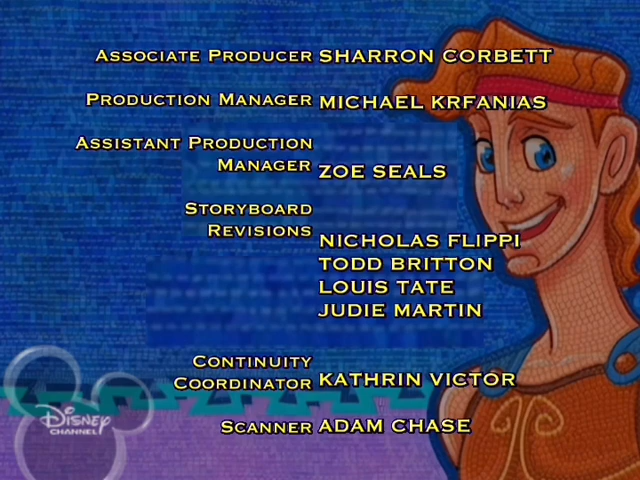 Associate Producer SHARRON CORBETT
Production Manager MICHAEL KRFANIAS
Assistant Production
Manager ZOE SEALS
Storyboard
Revisions
NICHOLAS FLIPPI
TODD BRITTON
LOUIS TATE
JUDIE MARTIN
Continuity
Coordinator KATHRIN VICTOR
Scanner ADAM CHASE
Disney
CHANNEL